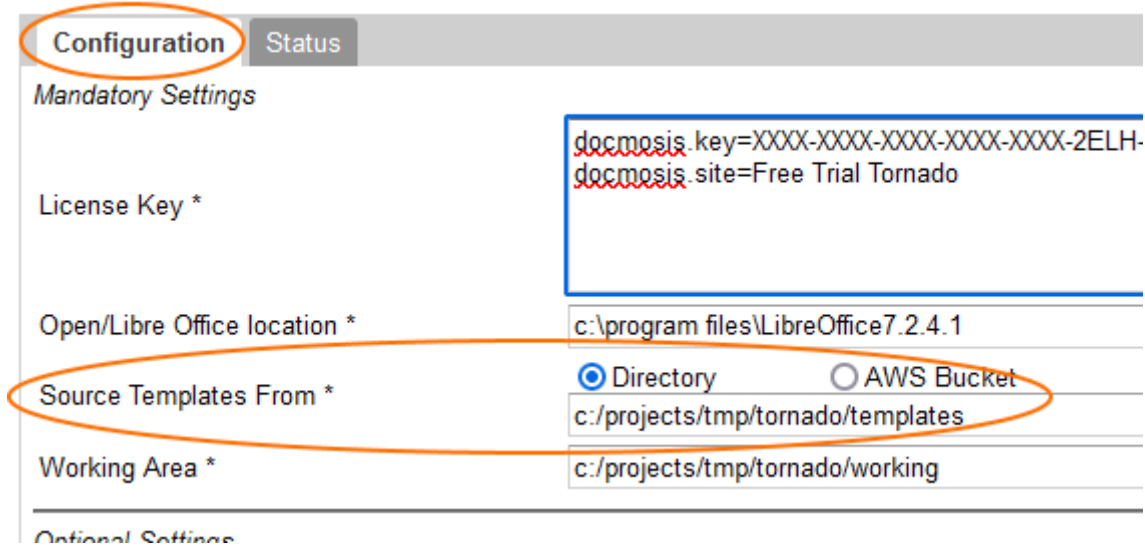 Configuration Status
Mandatory Settings
docmosis.key=XXXX-XXXX-XXXX-XXXX-XXXX-2ELH-
docmosis.site=Free Trial Tornado
License Key *
Open/Libre Office location * c:\program files\LibreOffice7.2.4.1
Directory AWS Bucket
Source Templates From *
c:/projects/tmp/tornado/templates
Working Area * c:/projects/tmp/tornado/working
Optional Settings